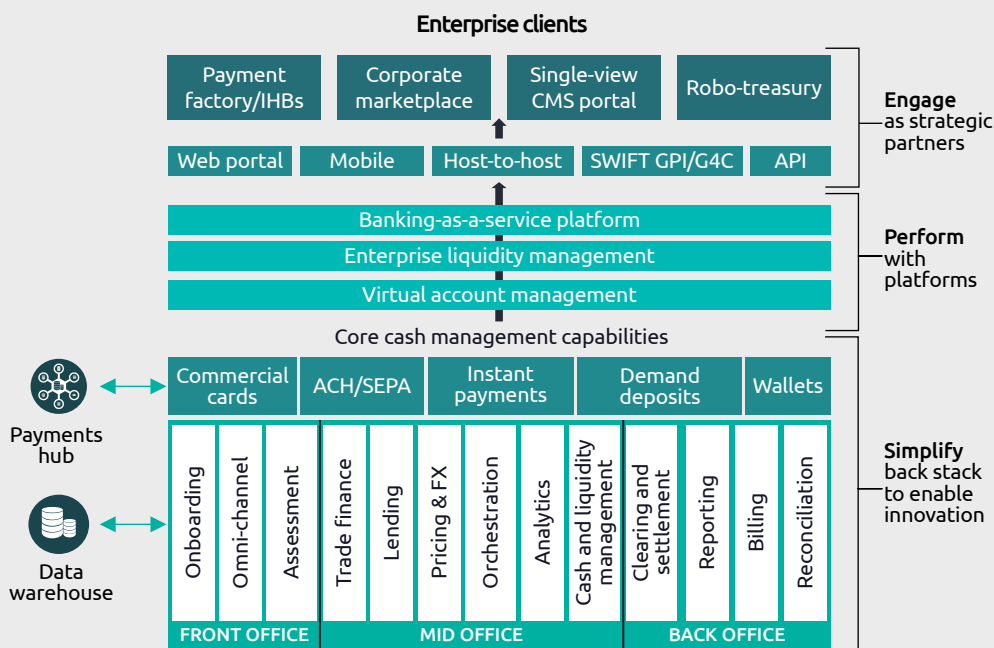 Enterprise clients
Payment
factory/IHBs
Corporate
marketplace
Single-view
CMS portal
Robo-treasury
Engage
as strategic
partners
Web portal
Mobile
Host-to-host
SWIFT GPI/G4C
API
Banking-as-a-service platform
Enterprise liquidity management
Virtual account management
Perform
with
platforms
Core cash management capabilities
Commercial
cards
ACH/SEPA
Instant
payments
Demand
deposits
Wallets
Payments
hub
Data
warehouse
Onboarding
Omni-channel
Assessment
Trade finance
Lending
Pricing & FX
Orchestration
Analytics
Cash and liquidity
management
Clearing and
settlement
Reporting
Billing
Reconciliation
Simplify
back stack
to enable
innovation
FRONT OFFICE
MID OFFICE
BACK OFFICE